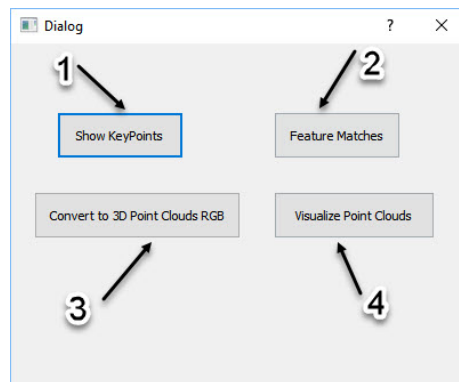 Dialog ?
1
2
Show KeyPoints
Feature Matches
Convert to 3D Point Clouds RGB
Visualize Point Clouds
3
4